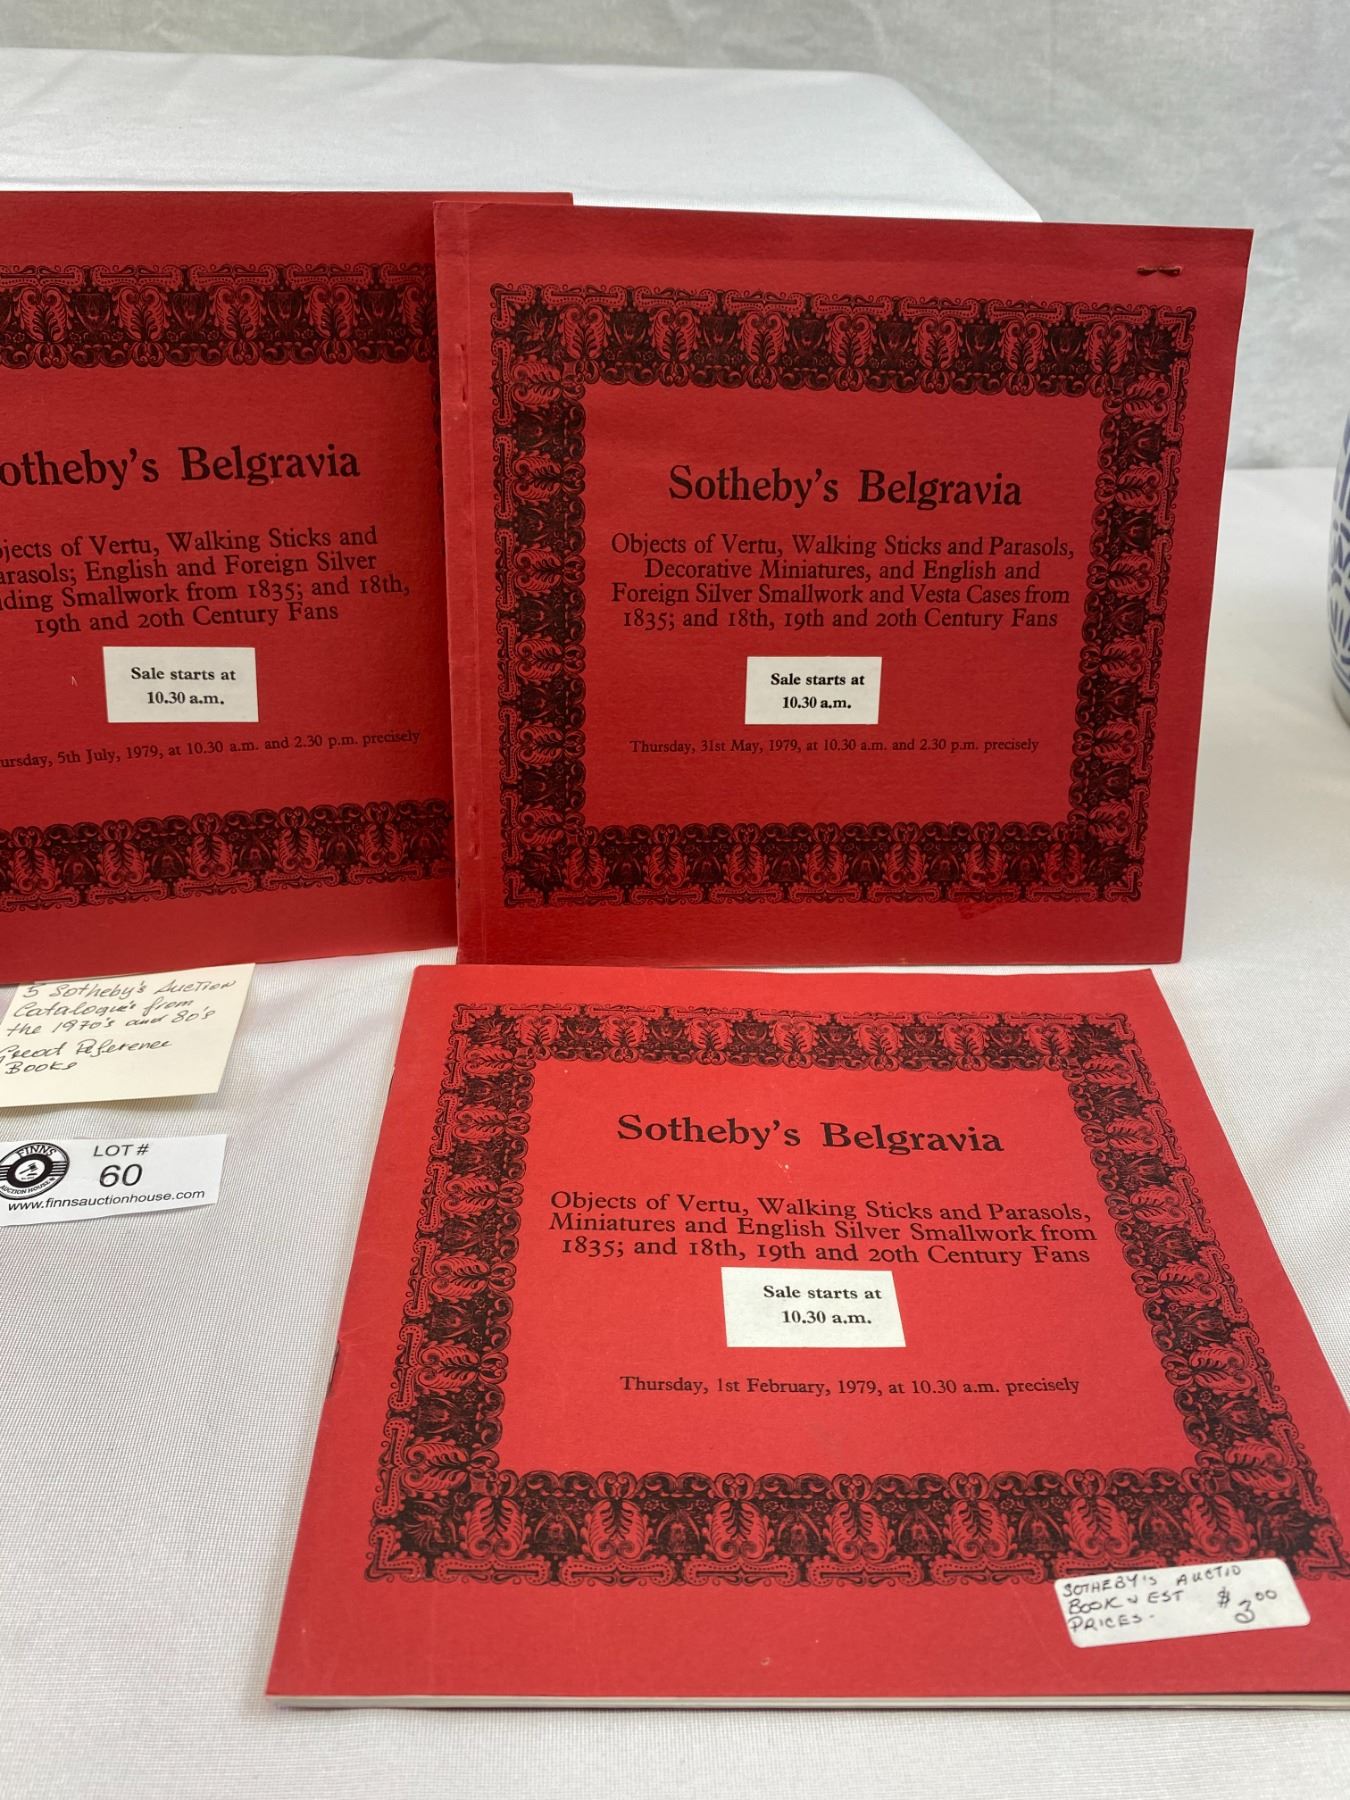 Sotheby's Belgravia
of Vertu, Walking Sticks and
English and Foreign Silver
Smallwork from 1835; and 18th,
19th and 20th Century Fans
Sale starts at
10.30 a.m.
5th July, 1979, at 10.30 a.m. and 2.30 p.m. precisely
Sotheby's Belgravia
Objects of Vertu, Walking Sticks and Parasols,
Decorative Miniatures, and English and
Foreign Silver Smallwork and Vesta Cases from
1835; and 18th, 19th and 20th Century Fans
Sale starts at
10.30 a.m.
Thursday, 31st May, 1979, at 10.30 a.m. and 2.30 p.m. precisely
5 Sotheby's Auction
Catalogue's from
the 1970's and 80's
Great Reference
Books
FINNS
AUCTION HOUSE
LOT #
60
www.finnsauctionhouse.com
Sotheby's Belgravia
Objects of Vertu, Walking Sticks and Parasols,
Miniatures and English Silver Smallwork from
1835; and 18th, 19th and 20th Century Fans
Sale starts at
10.30 a.m.
Thursday, 1st February, 1979, at 10.30 a.m. precisely
SOTHEBY'S AUCTIO
BOOK EST $3.00
PRICES-